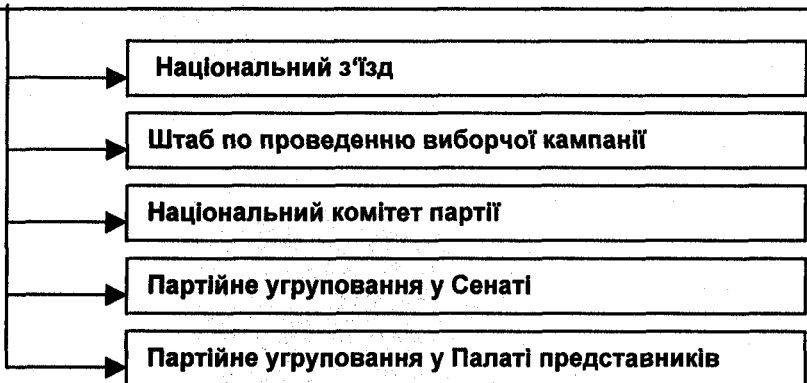 Національний з‘їзд
Штаб по проведенню виборчої кампанії
Національний комітет партії
Партійне угруповання у Сенаті
Партійне угруповання у Палаті представників